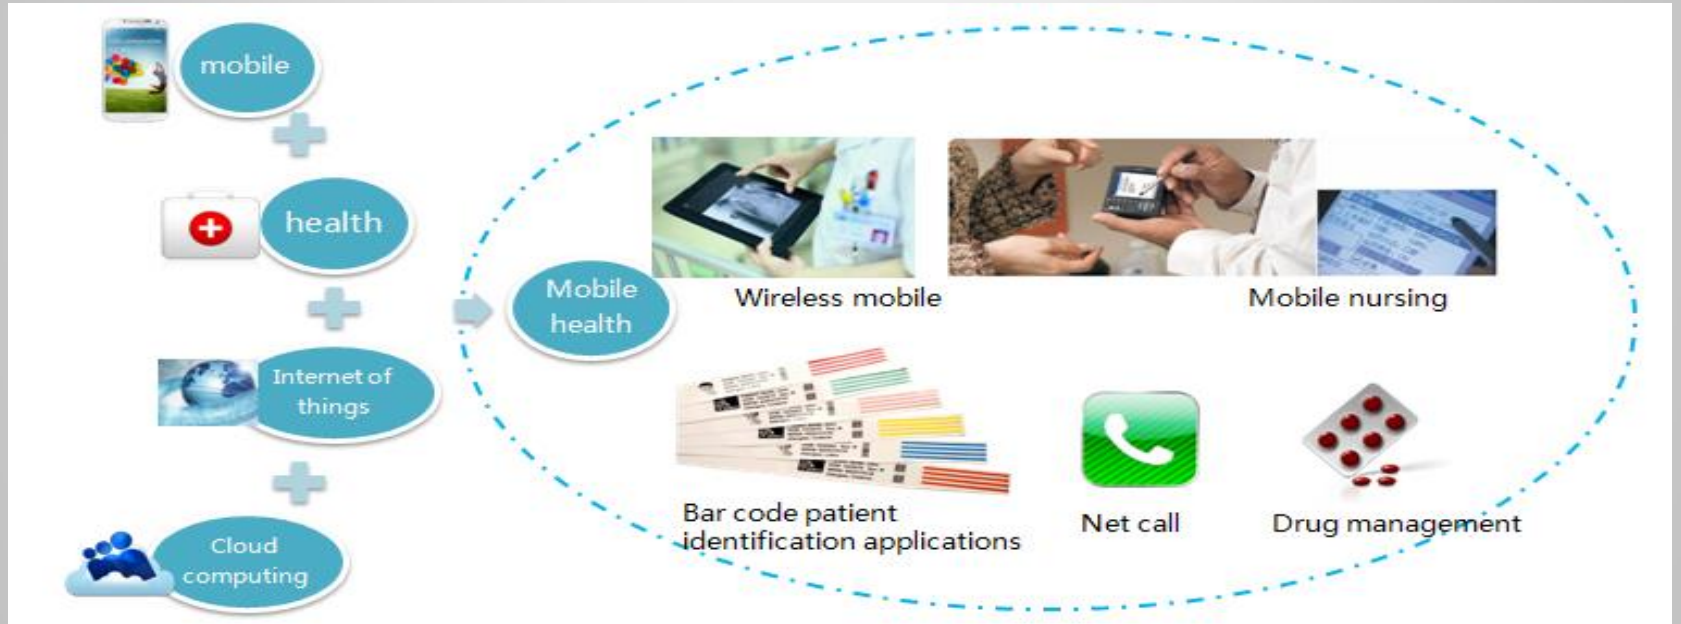 mobile
health
Internet of
things
Cloud
computing
Mobile
health
Wireless mobile
Mobile nursing
Bar code patient
identification applications
Net call
Drug management